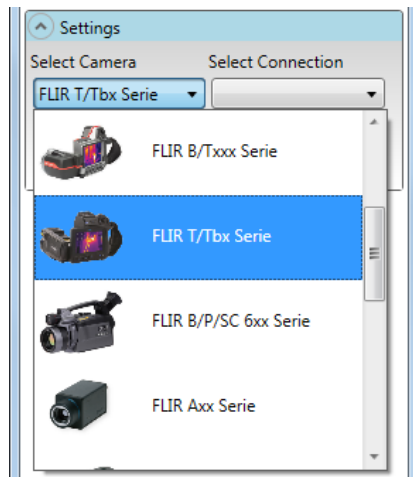 Settings
Select Camera Select Connection
FLIR T/Tbx Serie
FLIR B/Txxx Serie
FLIR T/Tbx Serie
FLIR B/P/SC 6xx Serie
FLIR Axx Serie